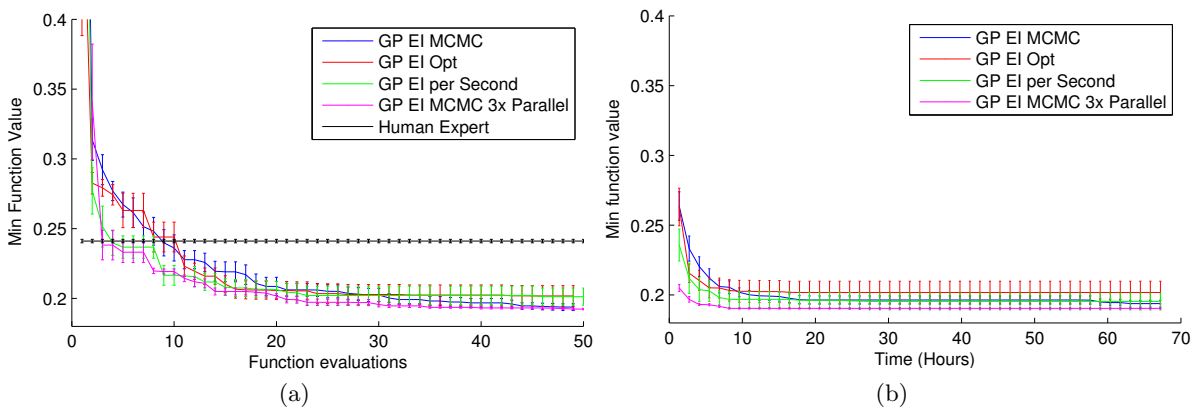 0.4
0.35
0.3
0.25
0.2
Min Function Value
0
10
20
30
40
50
Function evaluations
GP EI MCMC
GP EI Opt
GP EI per Second
GP EI MCMC 3x Parallel
Human Expert
(a)
0.4
0.35
0.3
0.25
0.2
Min function value
0
10
20
30
40
50
60
70
Time (Hours)
GP EI MCMC
GP EI Opt
GP EI per Second
GP EI MCMC 3x Parallel
(b)